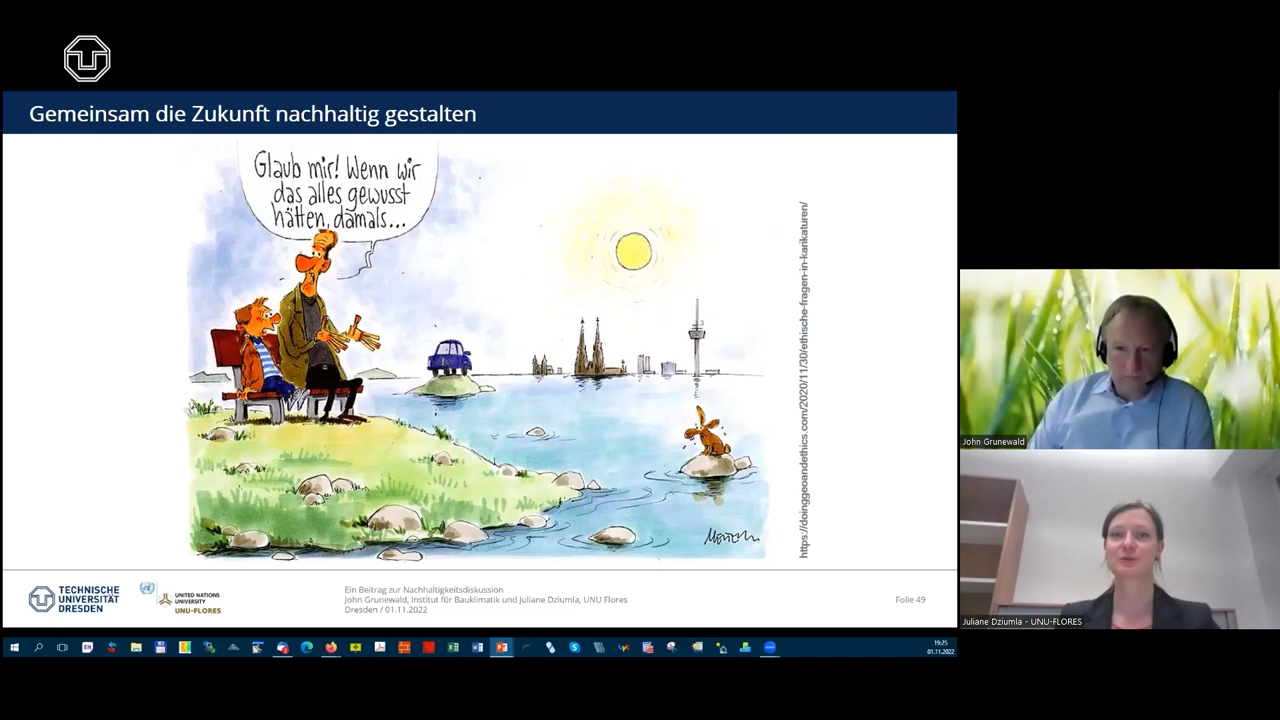 Gemeinsam die Zukunft nachhaltig gestalten
Glaub mir! Wenn wir
das alles gewusst
hätten, damals...
https://doinggeoandethics.com/2020/11/30/ethische-fragen-in-karikaturen/
TECHNISCHE
UNIVERSITÄT
DRESDEN
UNITED NATIONS
UNIVERSITY
UNU-FLORES
Ein Beitrag zur Nachhaltigkeitsdiskussion
John Grunewald, Institut für Bauklimatik und Juliane Dziumla, UNU Flores
Dresden / 01.11.2022
Folie 49
John Grunewald
Juliane Dziumla - UNU-FLORES
EN
19:25
01.11.2022